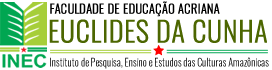 FACULDADE DE EDUCAÇÃO ACRIANA
EUCLIDES DA CUNHA
INEC
Instituto de Pesquisa, Ensino e Estudos das Culturas Amazônicas